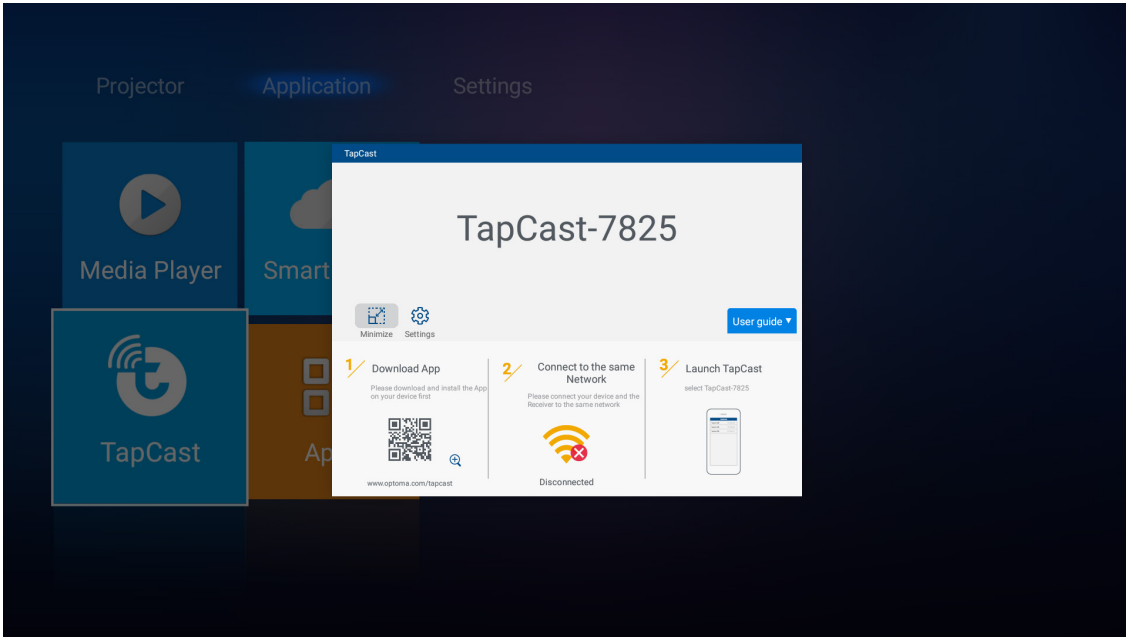 Projector
Application
Settings
TapCast
Media Player
Smart
TapCast-7825
Minimize
Settings
User guide
TapCast
Ap
1/
Download App
Please download and install the App
on your device first
www.optoma.com/tapcast
2/
Connect to the same
Network
Please connect your device and the
Receiver to the same network
Disconnected
3/
Launch TapCast
select TapCast-7825